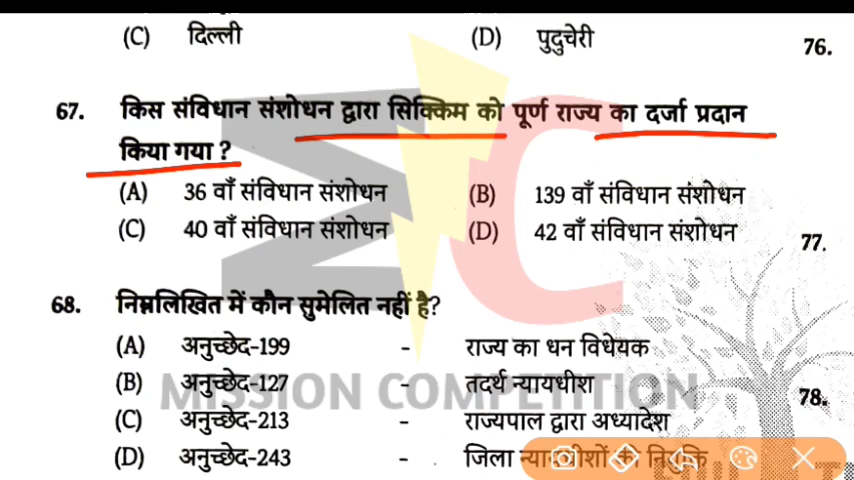 (C) दिल्ली (D) पुदुचेरी
76.
67. किस संविधान संशोधन द्वारा सिक्किम को पूर्ण राज्य का दर्जा प्रदान
किया गया ?
(A) 36 वाँ संविधान संशोधन (B) 139 वाँ संविधान संशोधन
(C) 40 वाँ संविधान संशोधन (D) 42 वाँ संविधान संशोधन
77.
68. निम्नलिखित में कौन सुमेलित नहीं है?
(A) अनुच्छेद-199 - राज्य का धन विधेयक
(B) अनुच्छेद-127 - तदर्थ न्यायधीश
MISSION COMPETITION
78.
(C) अनुच्छेद-213 - राज्यपाल द्वारा अध्यादेश
(D) अनुच्छेद-243 - जिला न्यायधीशों की नियुक्ति